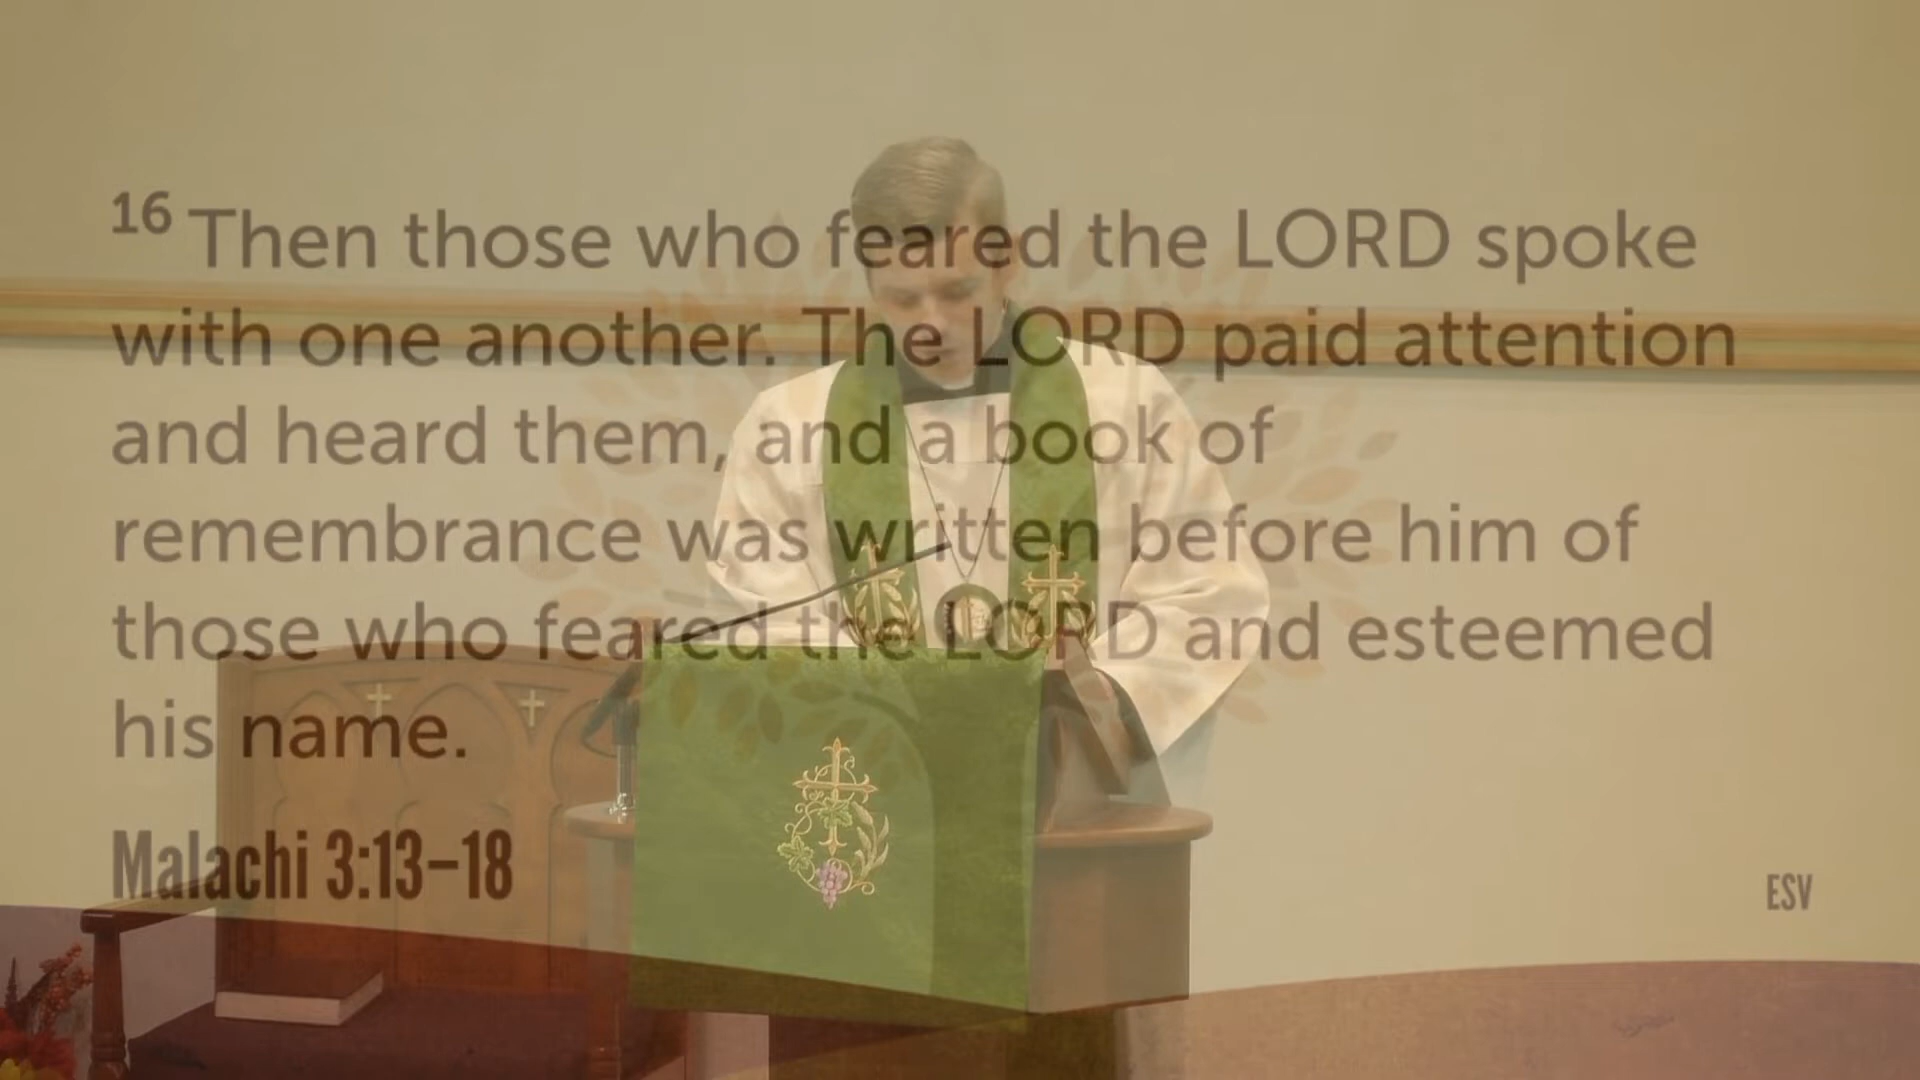 16 Then those who feared the LORD spoke
with one another. The LORD paid attention
and heard them, and a book of
remembrance was written before him of
those who feared the LORD and esteemed
his name.
Malachi 3:13–18
ESV